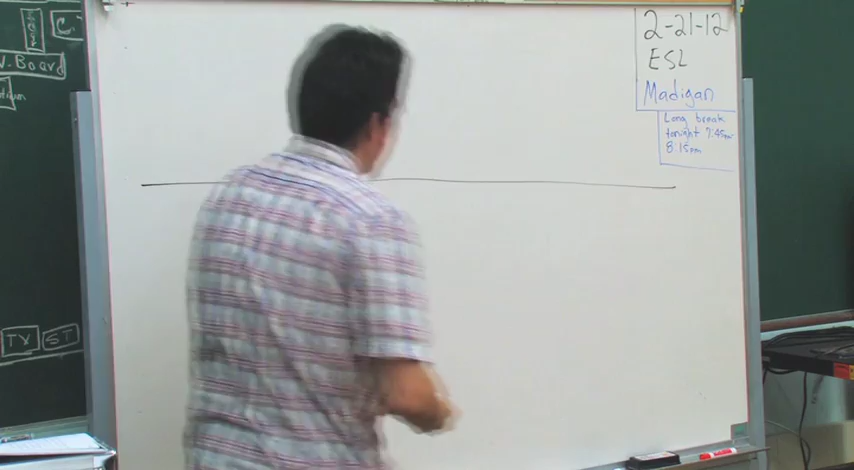 W.Board
TV ST
2-21-12
ESL
Madigan
Long break
tonight 7:45pm
8:15pm